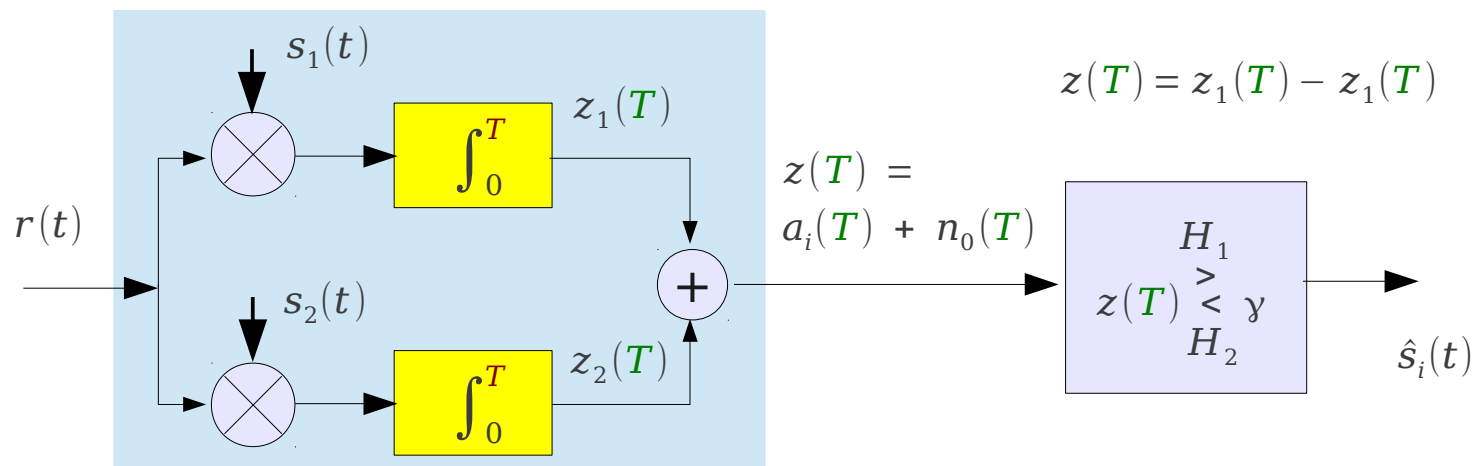 s₁(t)
z(T) = z₁(T) − z₁(T)
z₁(T)
∫₀ᵀ
r(t)
z(T) =
aᵢ(T) + n₀(T)
+
s₂(t)
z₂(T)
∫₀ᵀ
H₁
>
z(T) < γ
H₂
ŝᵢ(t)